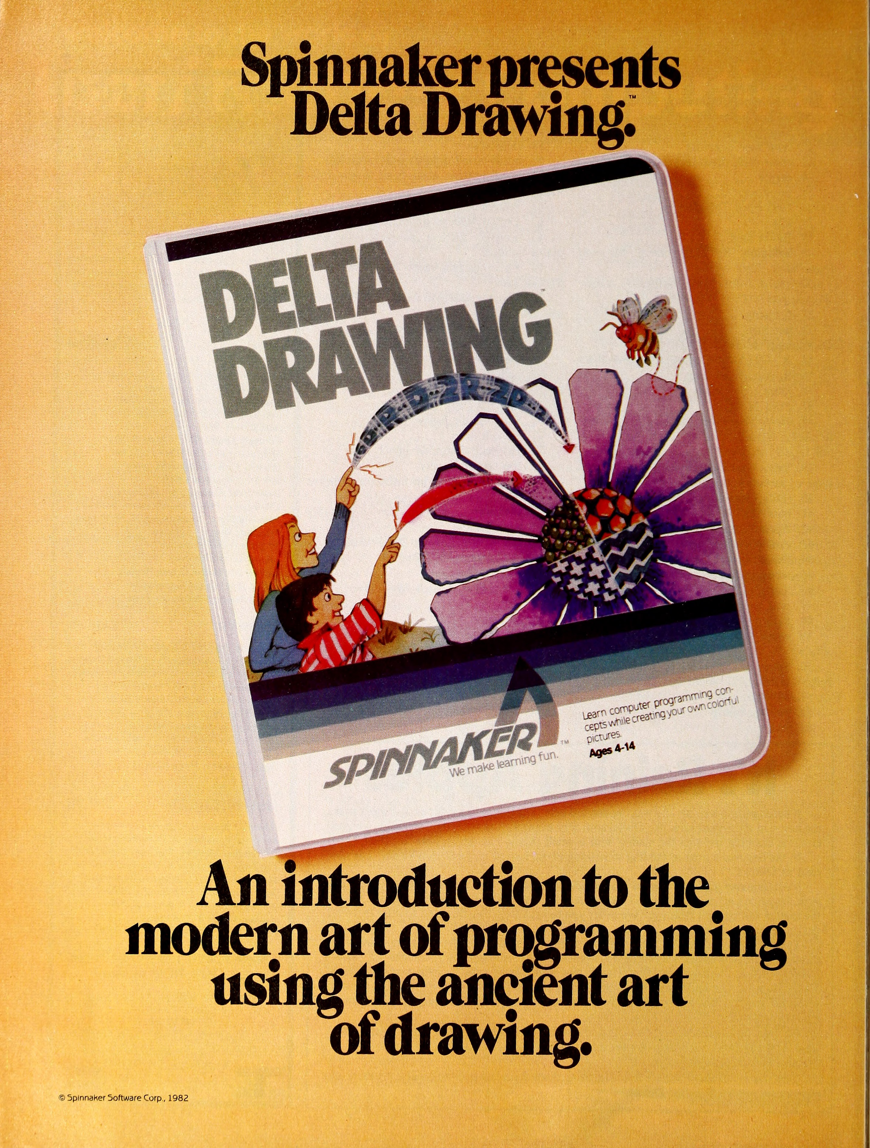 Spinnaker presents
Delta Drawing.™
DELTA
DRAWING™
SPINNAKER™
We make learning fun.
Learn computer programming con-
cepts while creating your own colorful
pictures.
Ages 4-14
An introduction to the
modern art of programming
using the ancient art
of drawing.
© Spinnaker Software Corp., 1982